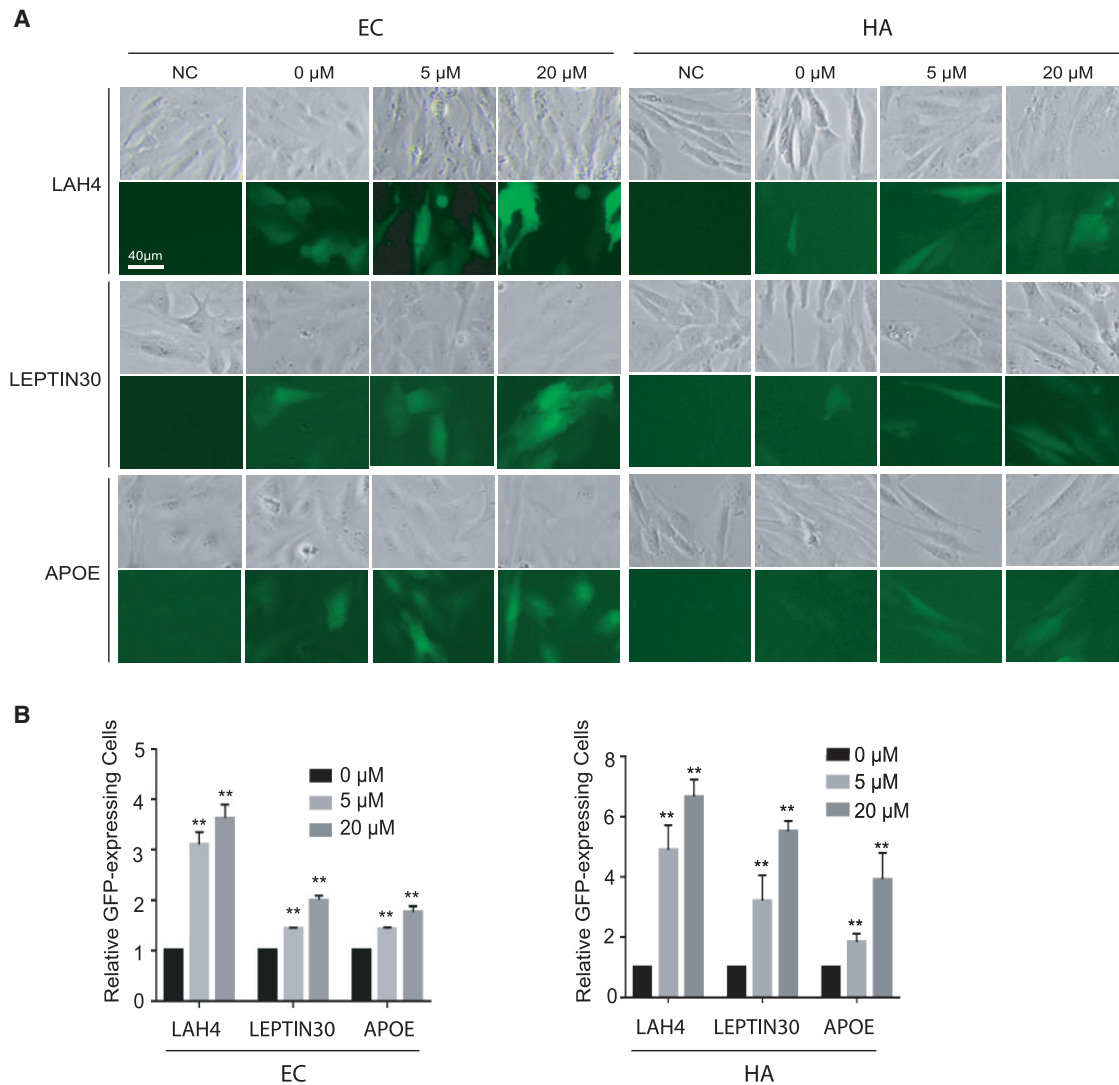 A
EC HA
NC 0 µM 5 µM 20 µM NC 0 µM 5 µM 20 µM
LAH4
40µm
LEPTIN30
APOE
B
Relative GFP-expressing Cells
5
4
3
2
1
0
0 µM
5 µM
20 µM
** ** ** ** ** **
LAH4 LEPTIN30 APOE
EC
Relative GFP-expressing Cells
8
6
4
2
0
0 µM
5 µM
20 µM
** ** ** ** ** **
LAH4 LEPTIN30 APOE
HA